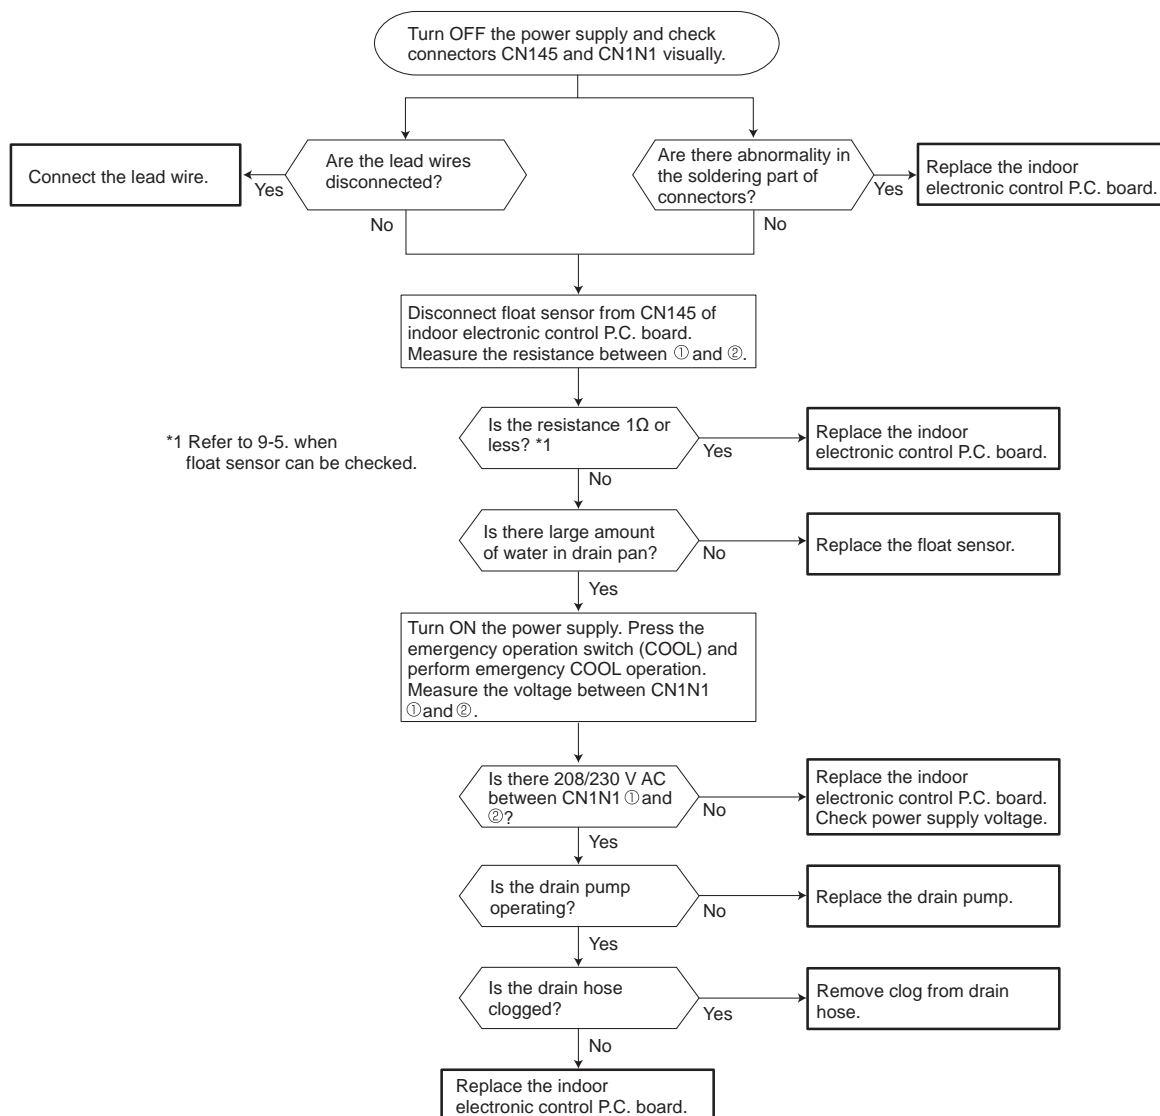 Turn OFF the power supply and check
connectors CN145 and CN1N1 visually.
Connect the lead wire.
Yes
Are the lead wires
disconnected?
No
Are there abnormality in
the soldering part of
connectors?
Yes
No
Replace the indoor
electronic control P.C. board.
Disconnect float sensor from CN145 of
indoor electronic control P.C. board.
Measure the resistance between ① and ②.
*1 Refer to 9-5. when
float sensor can be checked.
Is the resistance 1Ω or
less? *1
Yes
No
Replace the indoor
electronic control P.C. board.
Is there large amount
of water in drain pan?
No
Yes
Replace the float sensor.
Turn ON the power supply. Press the
emergency operation switch (COOL) and
perform emergency COOL operation.
Measure the voltage between CN1N1
① and ②.
Is there 208/230 V AC
between CN1N1 ① and
②?
No
Yes
Replace the indoor
electronic control P.C. board.
Check power supply voltage.
Is the drain pump
operating?
No
Yes
Replace the drain pump.
Is the drain hose
clogged?
Yes
No
Remove clog from drain
hose.
Replace the indoor
electronic control P.C. board.